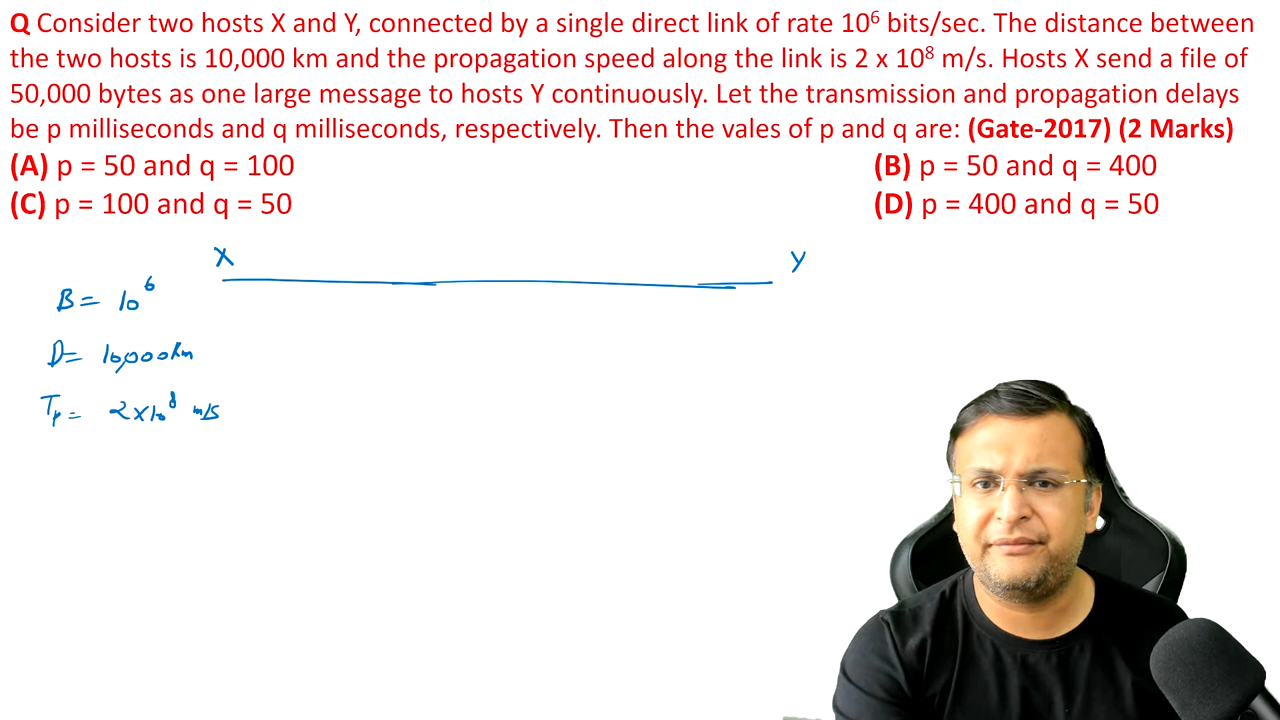 Q Consider two hosts X and Y, connected by a single direct link of rate 10⁶ bits/sec. The distance between
the two hosts is 10,000 km and the propagation speed along the link is 2 x 10⁸ m/s. Hosts X send a file of
50,000 bytes as one large message to hosts Y continuously. Let the transmission and propagation delays
be p milliseconds and q milliseconds, respectively. Then the vales of p and q are: (Gate-2017) (2 Marks)
(A) p = 50 and q = 100 (B) p = 50 and q = 400
(C) p = 100 and q = 50 (D) p = 400 and q = 50
X Y
B = 10⁶
D = 10,000 km
Tp = 2 x 10⁸ m/s